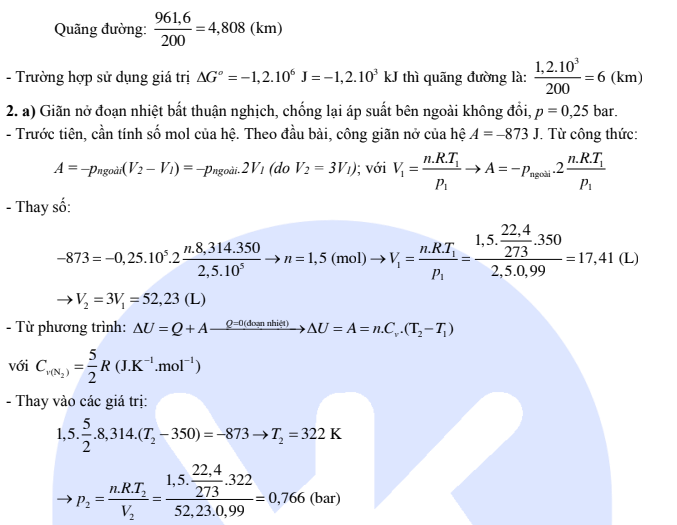 Quãng đường: 961,6/200 = 4,808 (km)
- Trường hợp sử dụng giá trị ΔG° = −1,2.10⁶ J = −1,2.10³ kJ thì quãng đường là: 1,2.10³/200 = 6 (km)
2. a) Giãn nở đoạn nhiệt bất thuận nghịch, chống lại áp suất bên ngoài không đổi, p = 0,25 bar.
- Trước tiên, cần tính số mol của hệ. Theo đầu bài, công giãn nở của hệ A = −873 J. Từ công thức:
A = −pngoài(V₂ − V₁) = −pngoài.2V₁ (do V₂ = 3V₁); với V₁ = n.R.T₁/p₁ → A = −pngoài.2 n.R.T₁/p₁
- Thay số:
−873 = −0,25.10⁵.2 n.8,314.350/2,5.10⁵ → n = 1,5 (mol) → V₁ = n.R.T₁/p₁ = 1,5.22,4/273.350/2,5.0,99 = 17,41 (L)
→ V₂ = 3V₁ = 52,23 (L)
- Từ phương trình: ΔU = Q + A Q=0(đoạn nhiệt)→ ΔU = A = n.Cᵥ.(T₂ − T₁)
với Cᵥ(N₂) = 5/2 R (J.K⁻¹.mol⁻¹)
- Thay vào các giá trị:
1,5.5/2.8,314.(T₂ − 350) = −873 → T₂ = 322 K
→ p₂ = n.R.T₂/V₂ = 1,5.22,4/273.322/52,23.0,99 = 0,766 (bar)